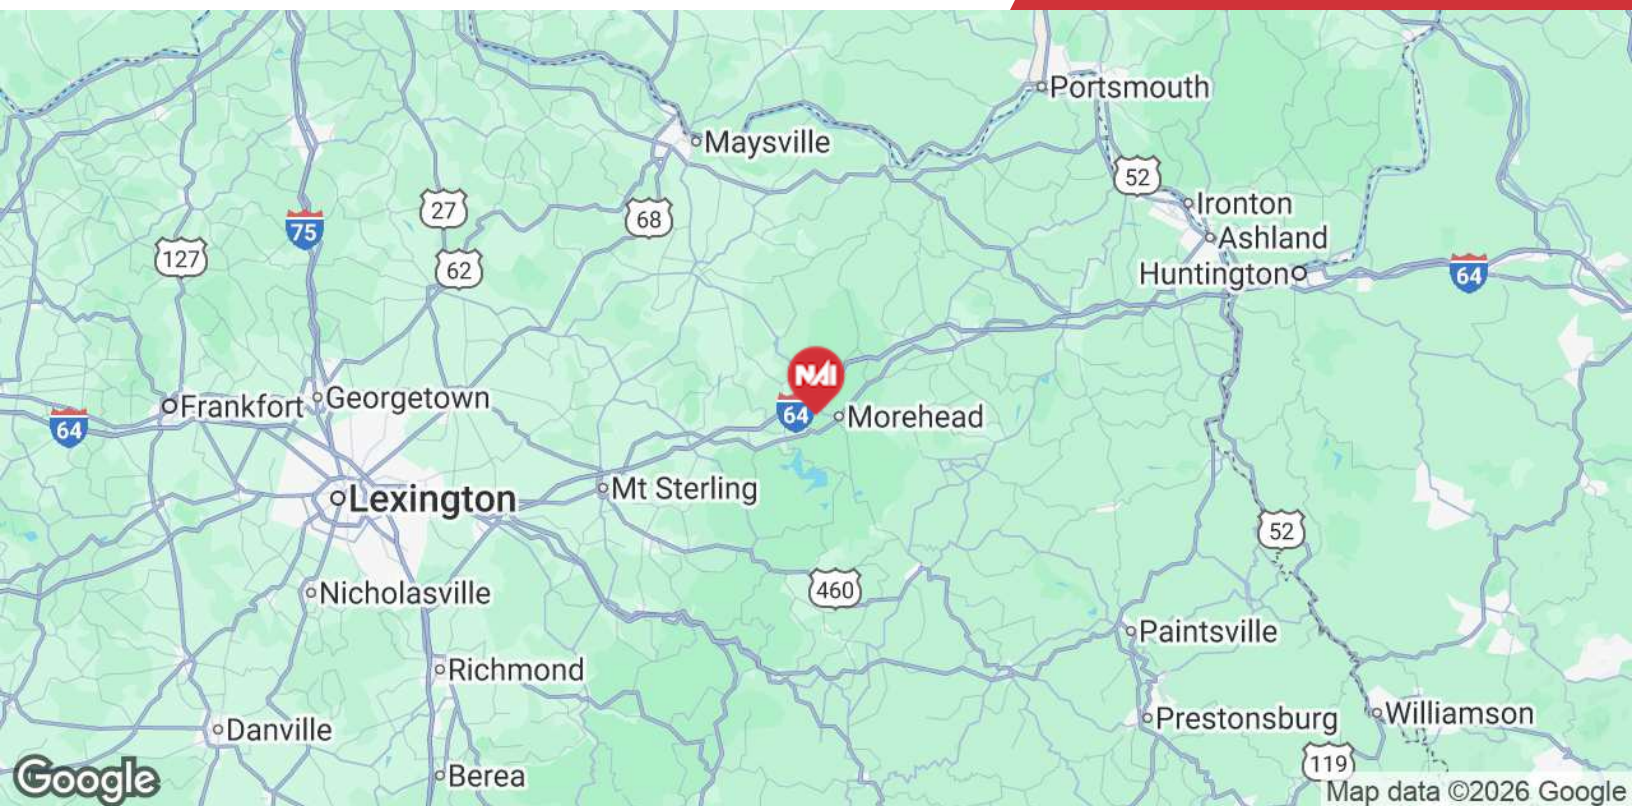 Portsmouth
Maysville
52
27
Ironton
68
75
Ashland
127
62
Huntington
64
NAI
Georgetown
Frankfort
64
Morehead
64
Mt Sterling
Lexington
52
460
Nicholasville
Paintsville
Richmond
Williamson
Prestonsburg
Danville
119
Berea
Google
Map data ©2026 Google